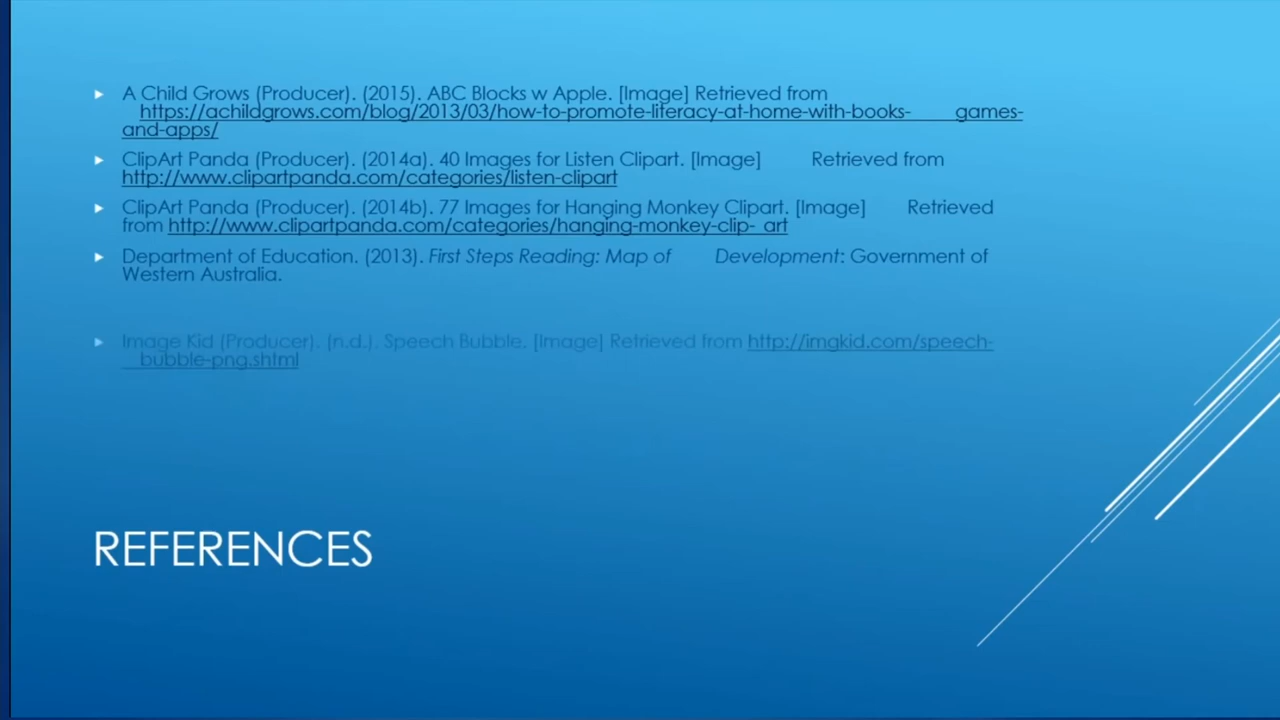 A Child Grows (Producer). (2015). ABC Blocks w Apple. [Image] Retrieved from
https://achildgrows.com/blog/2013/03/how-to-promote-literacy-at-home-with-books- games-
and-apps/
ClipArt Panda (Producer). (2014a). 40 Images for Listen Clipart. [Image] Retrieved from
http://www.clipartpanda.com/categories/listen-clipart
ClipArt Panda (Producer). (2014b). 77 Images for Hanging Monkey Clipart. [Image] Retrieved
from http://www.clipartpanda.com/categories/hanging-monkey-clip- art
Department of Education. (2013). First Steps Reading: Map of Development: Government of
Western Australia.
Image Kid (Producer). (n.d.). Speech Bubble. [Image] Retrieved from http://imgkid.com/speech-
bubble-png.shtml
REFERENCES